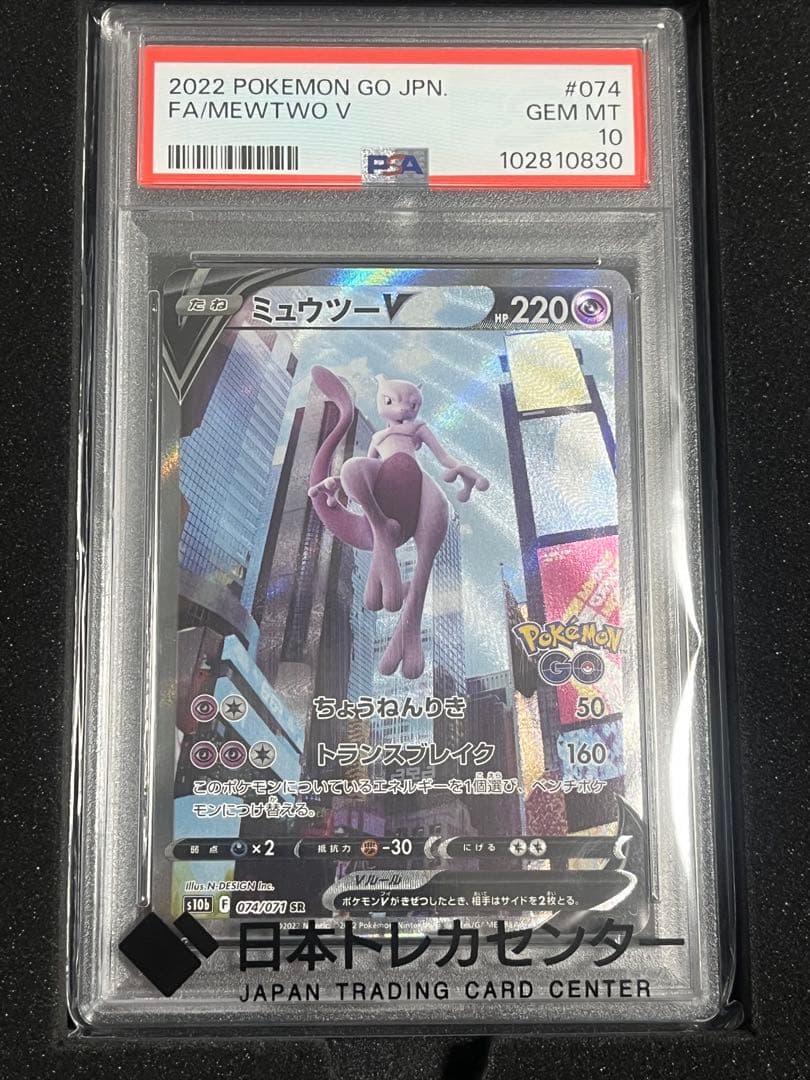 2022 POKEMON GO JPN. #074
FA/MEWTWO V GEM MT
10
102810830
PSA
たね ミュウツーV HP 220
Pokémon
GO
ちょうねんりき 50
トランスブレイク 160
このポケモンについているエネルギーを1個選び、ベンチポケ
モンにつけ替える。
弱点 ×2 抵抗力 -30 にげる
Vルール
ポケモンVがきぜつしたとき、相手はサイドを2枚とる。
Illus. N-DESIGN Inc.
s10b F 074/071 SR
日本トレカセンター
JAPAN TRADING CARD CENTER